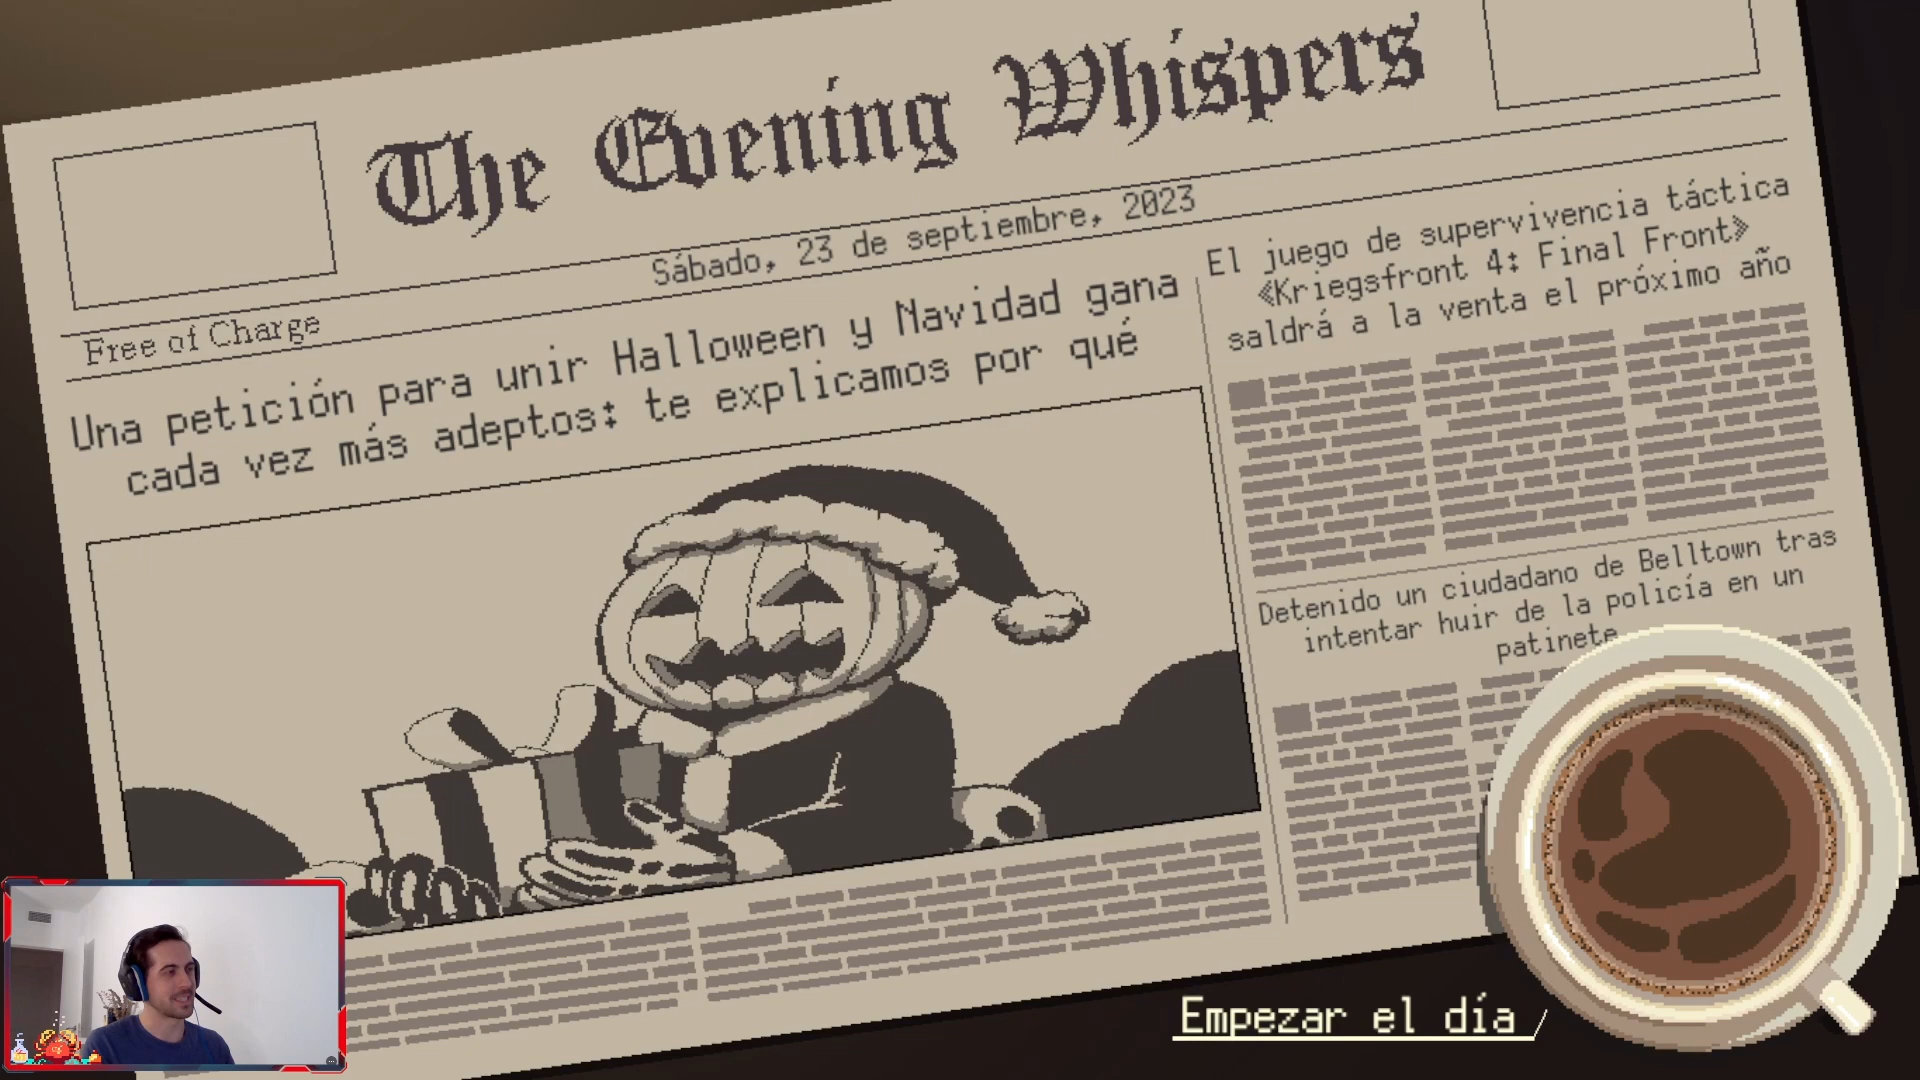 The Evening Whispers
Sábado, 23 de septiembre, 2023
Free of Charge
Una petición para unir Halloween y Navidad gana
cada vez más adeptos: te explicamos por qué
El juego de supervivencia táctica
«Kriegsfront 4: Final Front»
saldrá a la venta el próximo año
Detenido un ciudadano de Belltown tras
intentar huir de la policía en un
patinete
Empezar el día